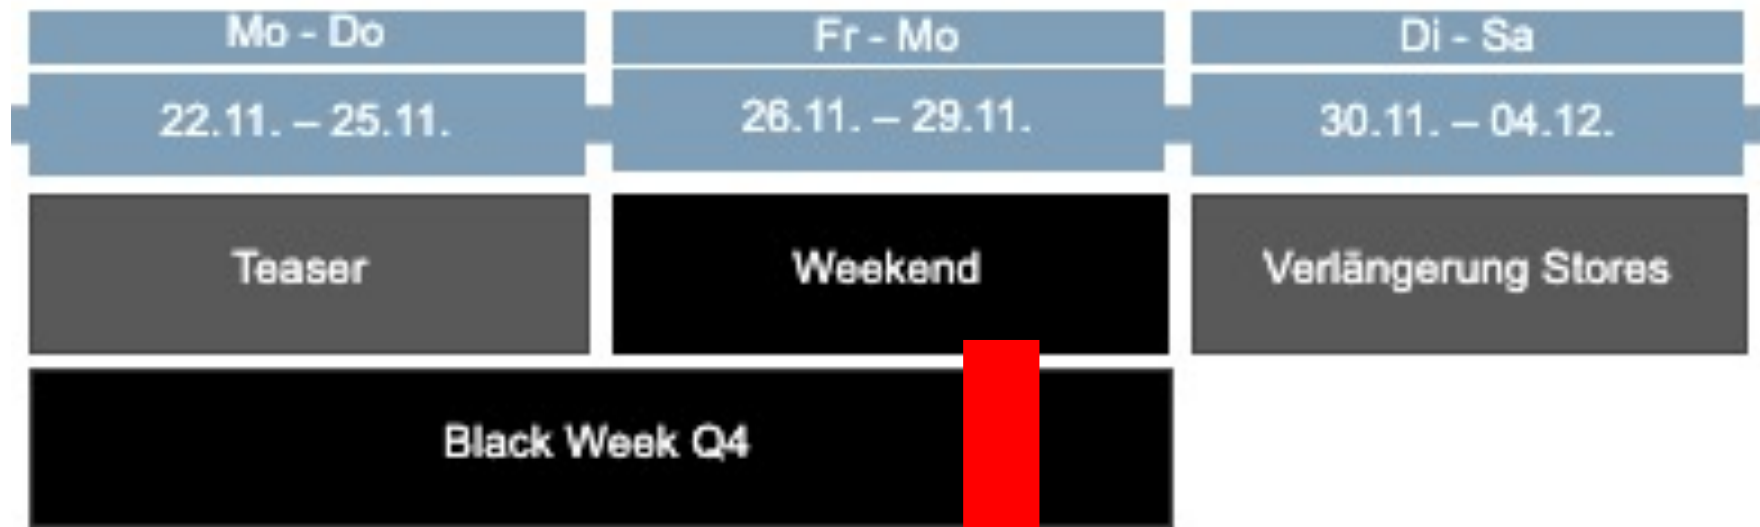 Mo - Do
Fr - Mo
Di - Sa
22.11. – 25.11.
26.11. – 29.11.
30.11. – 04.12.
Teaser
Weekend
Verlängerung Stores
Black Week Q4